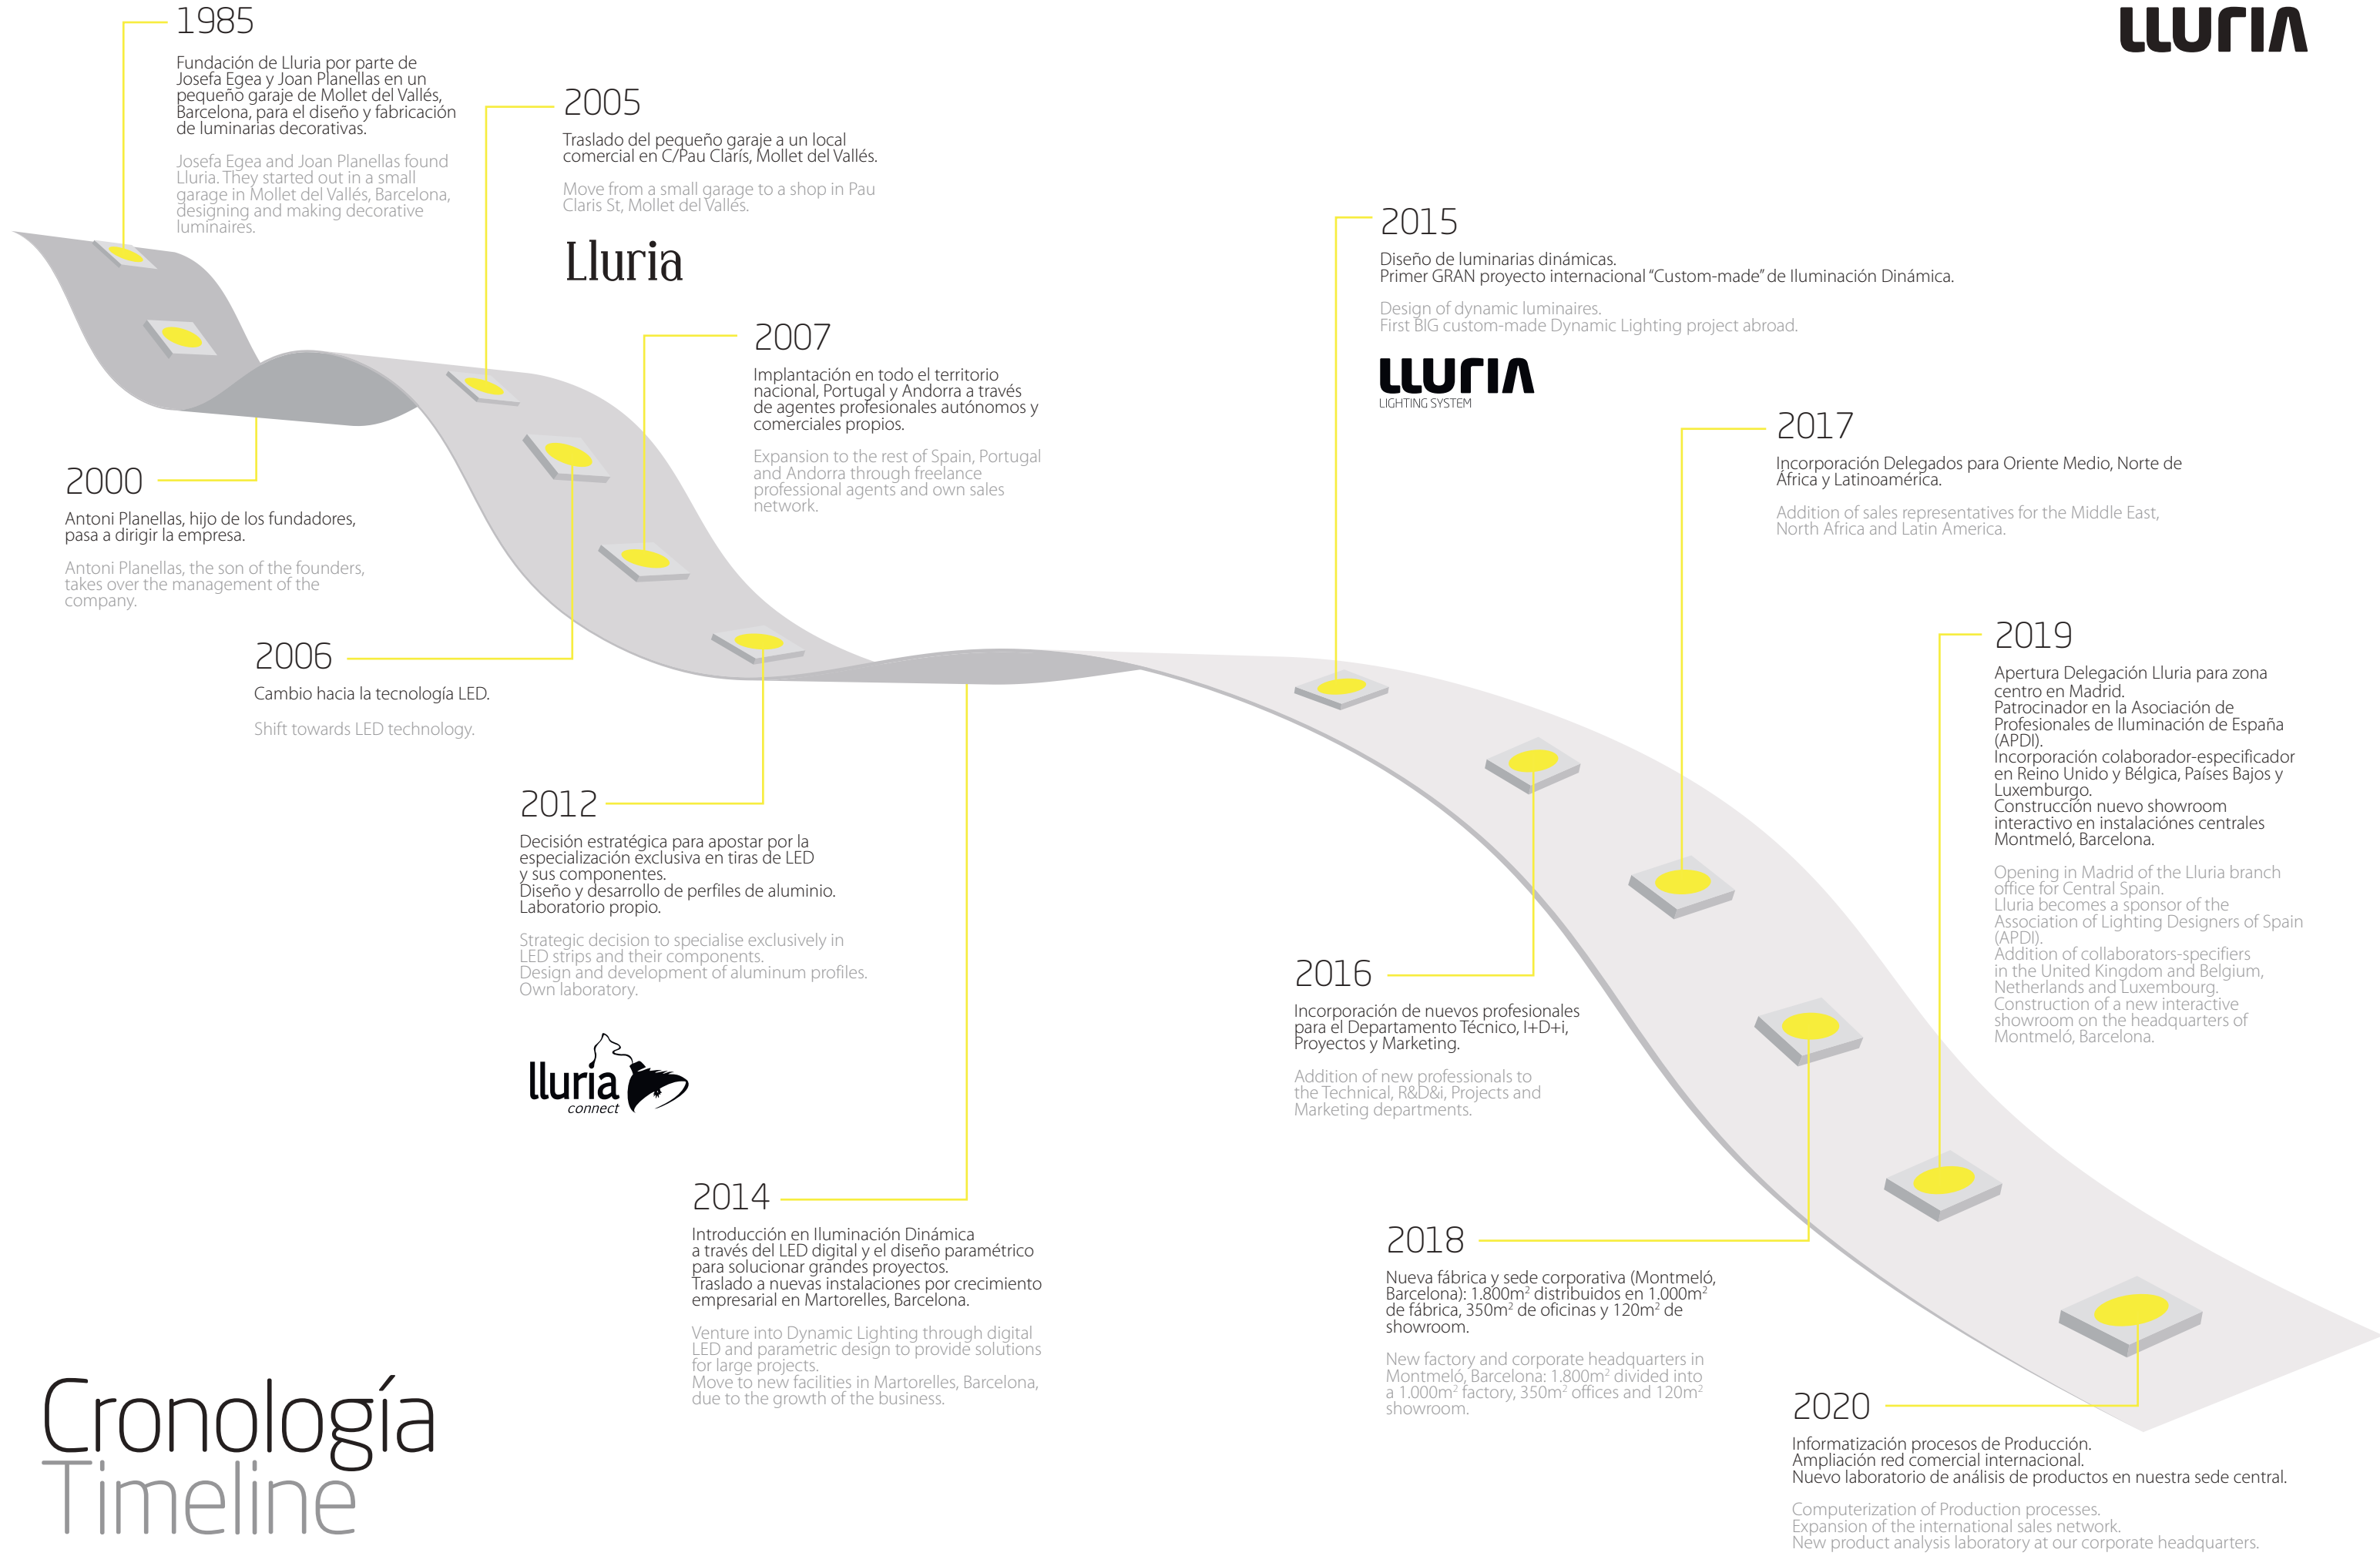 LLURIA
1985
Fundación de Lluria por parte de
Josefa Egea y Joan Planellas en un
pequeño garaje de Mollet del Vallés,
Barcelona, para el diseño y fabricación
de luminarias decorativas.
Josefa Egea and Joan Planellas found
Lluria. They started out in a small
garage in Mollet del Vallés, Barcelona,
designing and making decorative
luminaires.
2000
Antoni Planellas, hijo de los fundadores,
pasa a dirigir la empresa.
Antoni Planellas, the son of the founders,
takes over the management of the
company.
2005
Traslado del pequeño garaje a un local
comercial en C/Pau Clarís, Mollet del Vallés.
Move from a small garage to a shop in Pau
Claris St, Mollet del Vallés.
Lluria
2006
Cambio hacia la tecnología LED.
Shift towards LED technology.
2007
Implantación en todo el territorio
nacional, Portugal y Andorra a través
de agentes profesionales autónomos y
comerciales propios.
Expansion to the rest of Spain, Portugal
and Andorra through freelance
professional agents and own sales
network.
2012
Decisión estratégica para apostar por la
especialización exclusiva en tiras de LED
y sus componentes.
Diseño y desarrollo de perfiles de aluminio.
Laboratorio propio.
Strategic decision to specialise exclusively in
LED strips and their components.
Design and development of aluminum profiles.
Own laboratory.
lluria
connect
2014
Introducción en Iluminación Dinámica
a través del LED digital y el diseño paramétrico
para solucionar grandes proyectos.
Traslado a nuevas instalaciones por crecimiento
empresarial en Martorelles, Barcelona.
Venture into Dynamic Lighting through digital
LED and parametric design to provide solutions
for large projects.
Move to new facilities in Martorelles, Barcelona,
due to the growth of the business.
2015
Diseño de luminarias dinámicas.
Primer GRAN proyecto internacional “Custom-made” de Iluminación Dinámica.
Design of dynamic luminaires.
First BIG custom-made Dynamic Lighting project abroad.
LLURIA
LIGHTING SYSTEM
2016
Incorporación de nuevos profesionales
para el Departamento Técnico, I+D+i,
Proyectos y Marketing.
Addition of new professionals to
the Technical, R&D&i, Projects and
Marketing departments.
2017
Incorporación Delegados para Oriente Medio, Norte de
África y Latinoamérica.
Addition of sales representatives for the Middle East,
North Africa and Latin America.
2018
Nueva fábrica y sede corporativa (Montmeló,
Barcelona): 1.800m² distribuidos en 1.000m²
de fábrica, 350m² de oficinas y 120m² de
showroom.
New factory and corporate headquarters in
Montmeló, Barcelona: 1.800m² divided into
a 1.000m² factory, 350m² offices and 120m²
showroom.
2019
Apertura Delegación Lluria para zona
centro en Madrid.
Patrocinador en la Asociación de
Profesionales de Iluminación de España
(APDI).
Incorporación colaborador-especificador
en Reino Unido y Bélgica, Países Bajos y
Luxemburgo.
Construcción nuevo showroom
interactivo en instalaciónes centrales
Montmeló, Barcelona.
Opening in Madrid of the Lluria branch
office for Central Spain.
Lluria becomes a sponsor of the
Association of Lighting Designers of Spain
(APDI).
Addition of collaborators-specifiers
in the United Kingdom and Belgium,
Netherlands and Luxembourg.
Construction of a new interactive
showroom on the headquarters of
Montmeló, Barcelona.
2020
Informatización procesos de Producción.
Ampliación red comercial internacional.
Nuevo laboratorio de análisis de productos en nuestra sede central.
Computerization of Production processes.
Expansion of the international sales network.
New product analysis laboratory at our corporate headquarters.
Cronología
Timeline